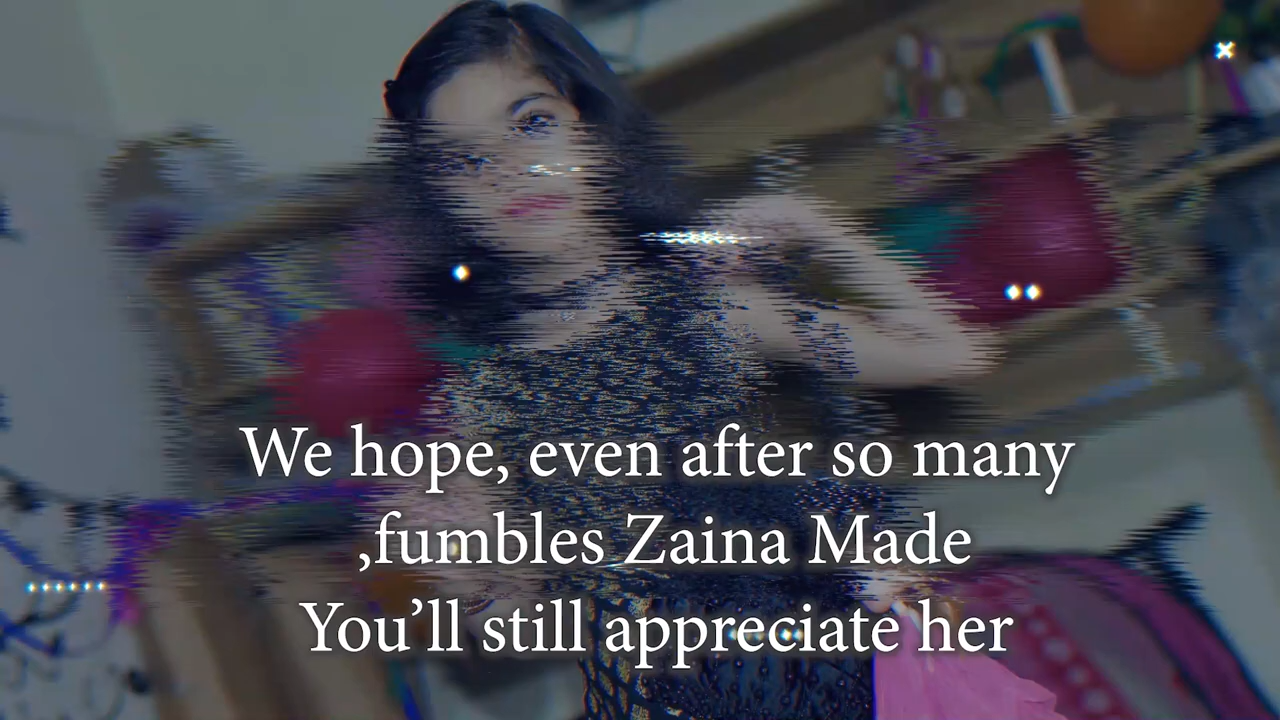 We hope, even after so many
,fumbles Zaina Made
You’ll still appreciate her